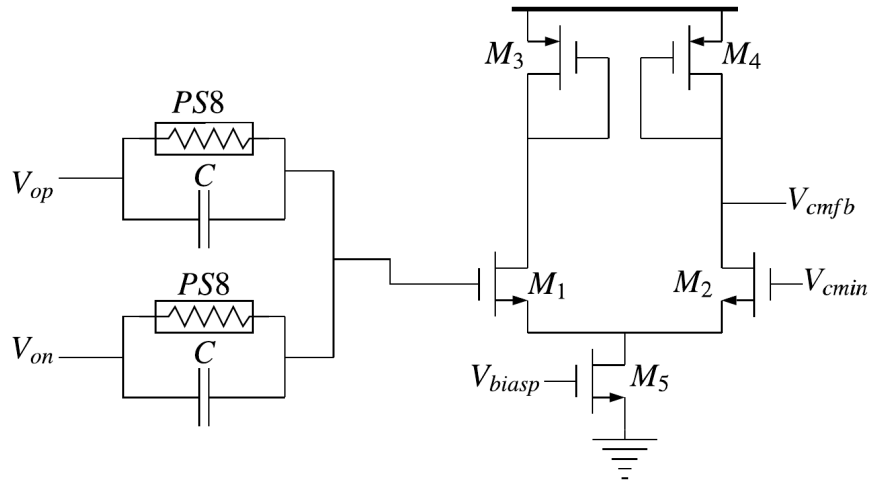 M3
M4
PS8
C
Vop
Vcmfb
PS8
M1
M2
Vcmin
Von
C
Vbiasp
M5